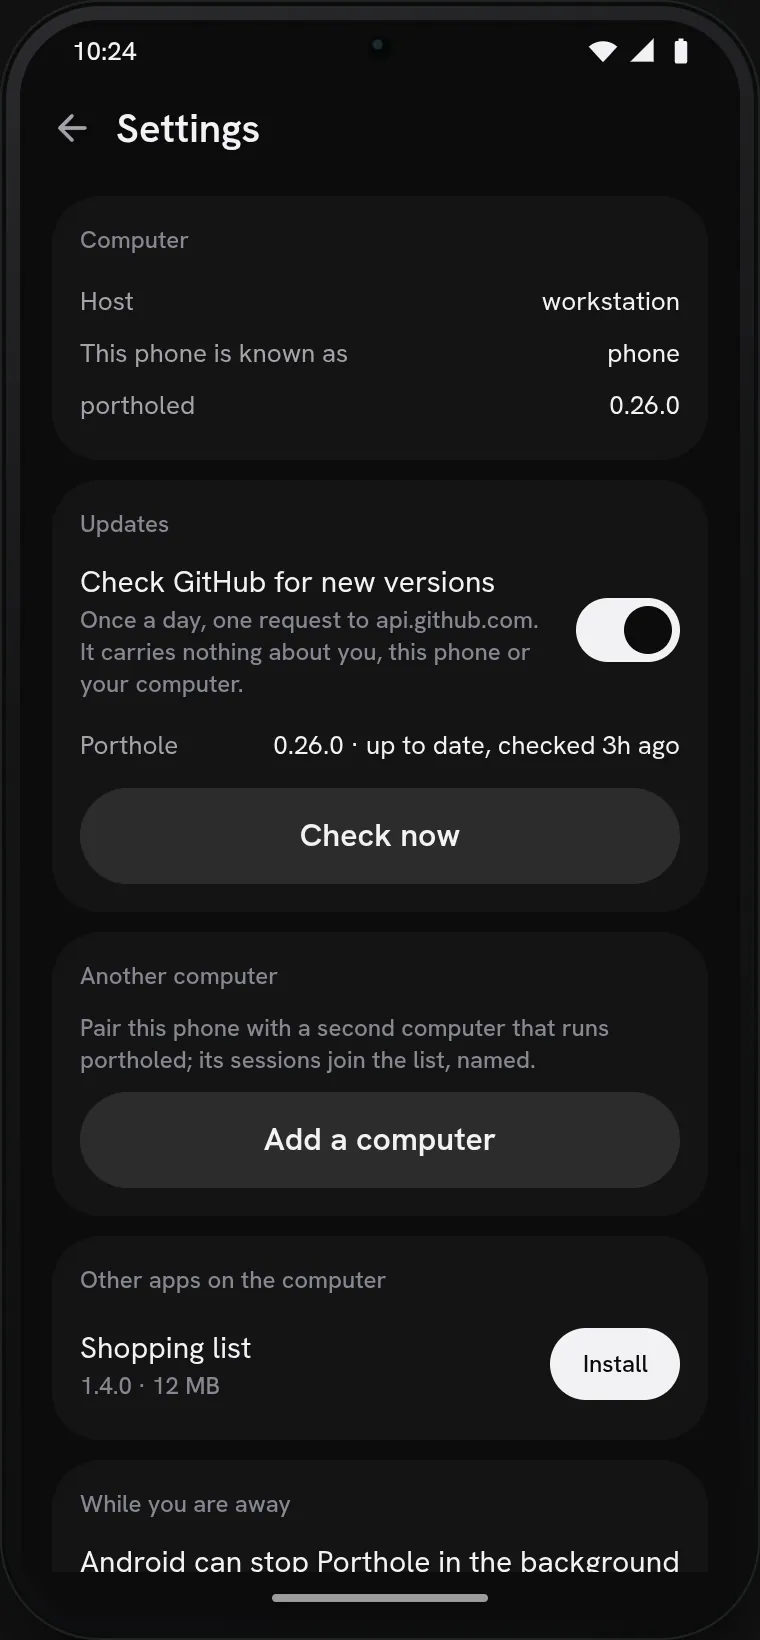 10:24
Settings
Computer
Host workstation
This phone is known as phone
portholed 0.26.0
Updates
Check GitHub for new versions
Once a day, one request to api.github.com.
It carries nothing about you, this phone or
your computer.
Porthole 0.26.0 · up to date, checked 3h ago
Check now
Another computer
Pair this phone with a second computer that runs
portholed; its sessions join the list, named.
Add a computer
Other apps on the computer
Shopping list
1.4.0 · 12 MB
Install
While you are away
Android can stop Porthole in the background